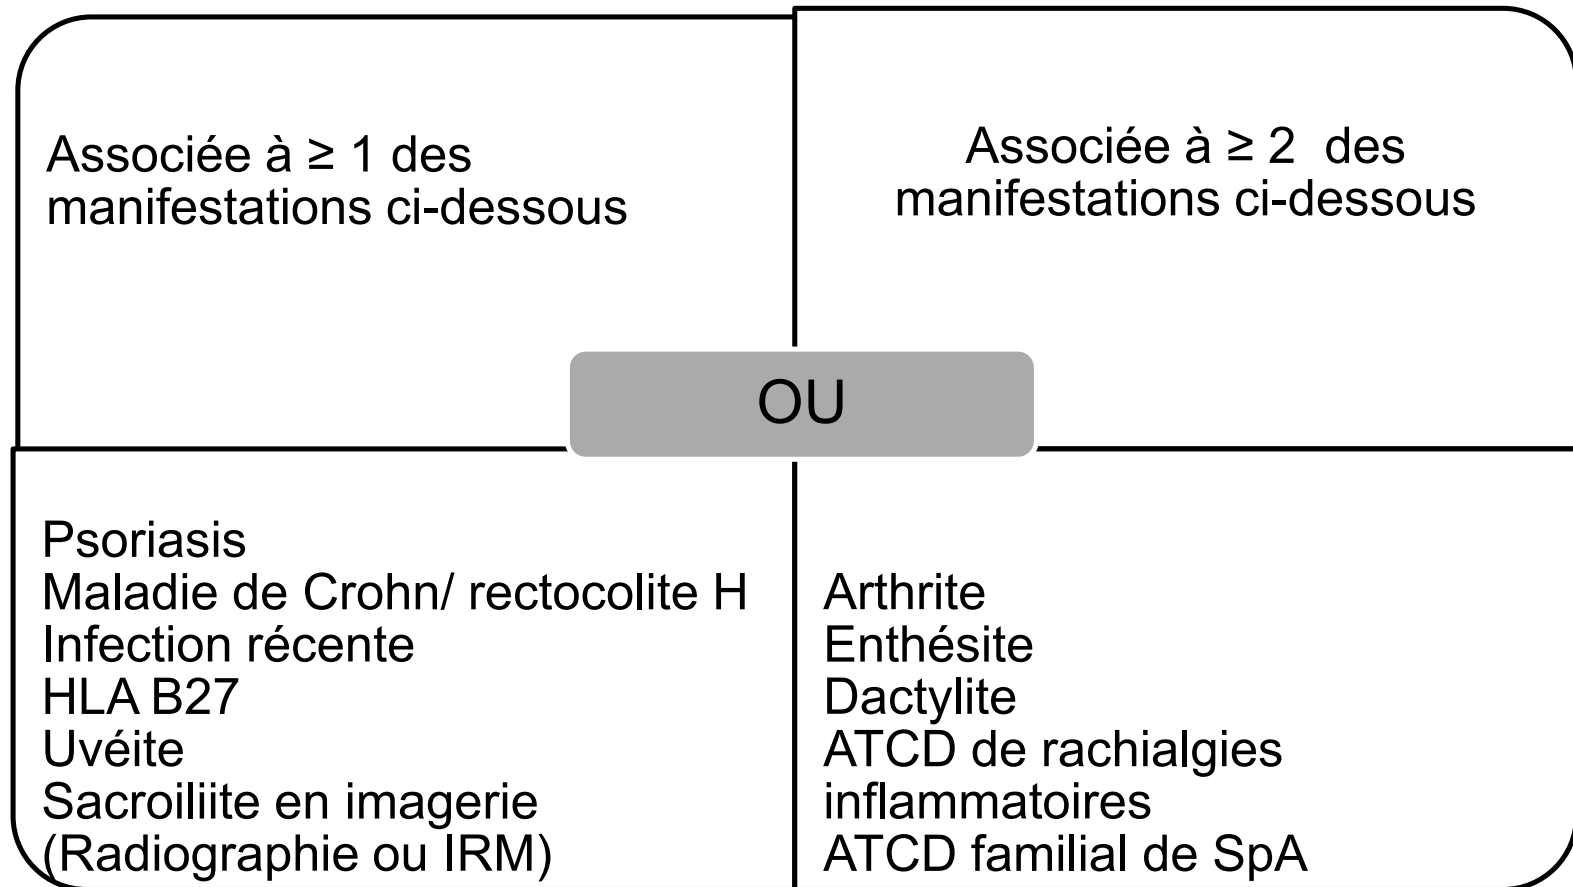 Associée à ≥ 1 des
manifestations ci-dessous
Associée à ≥ 2 des
manifestations ci-dessous
OU
Psoriasis
Maladie de Crohn/ rectocolite H
Infection récente
HLA B27
Uvéite
Sacroiliite en imagerie
(Radiographie ou IRM)
Arthrite
Enthésite
Dactylite
ATCD de rachialgies
inflammatoires
ATCD familial de SpA